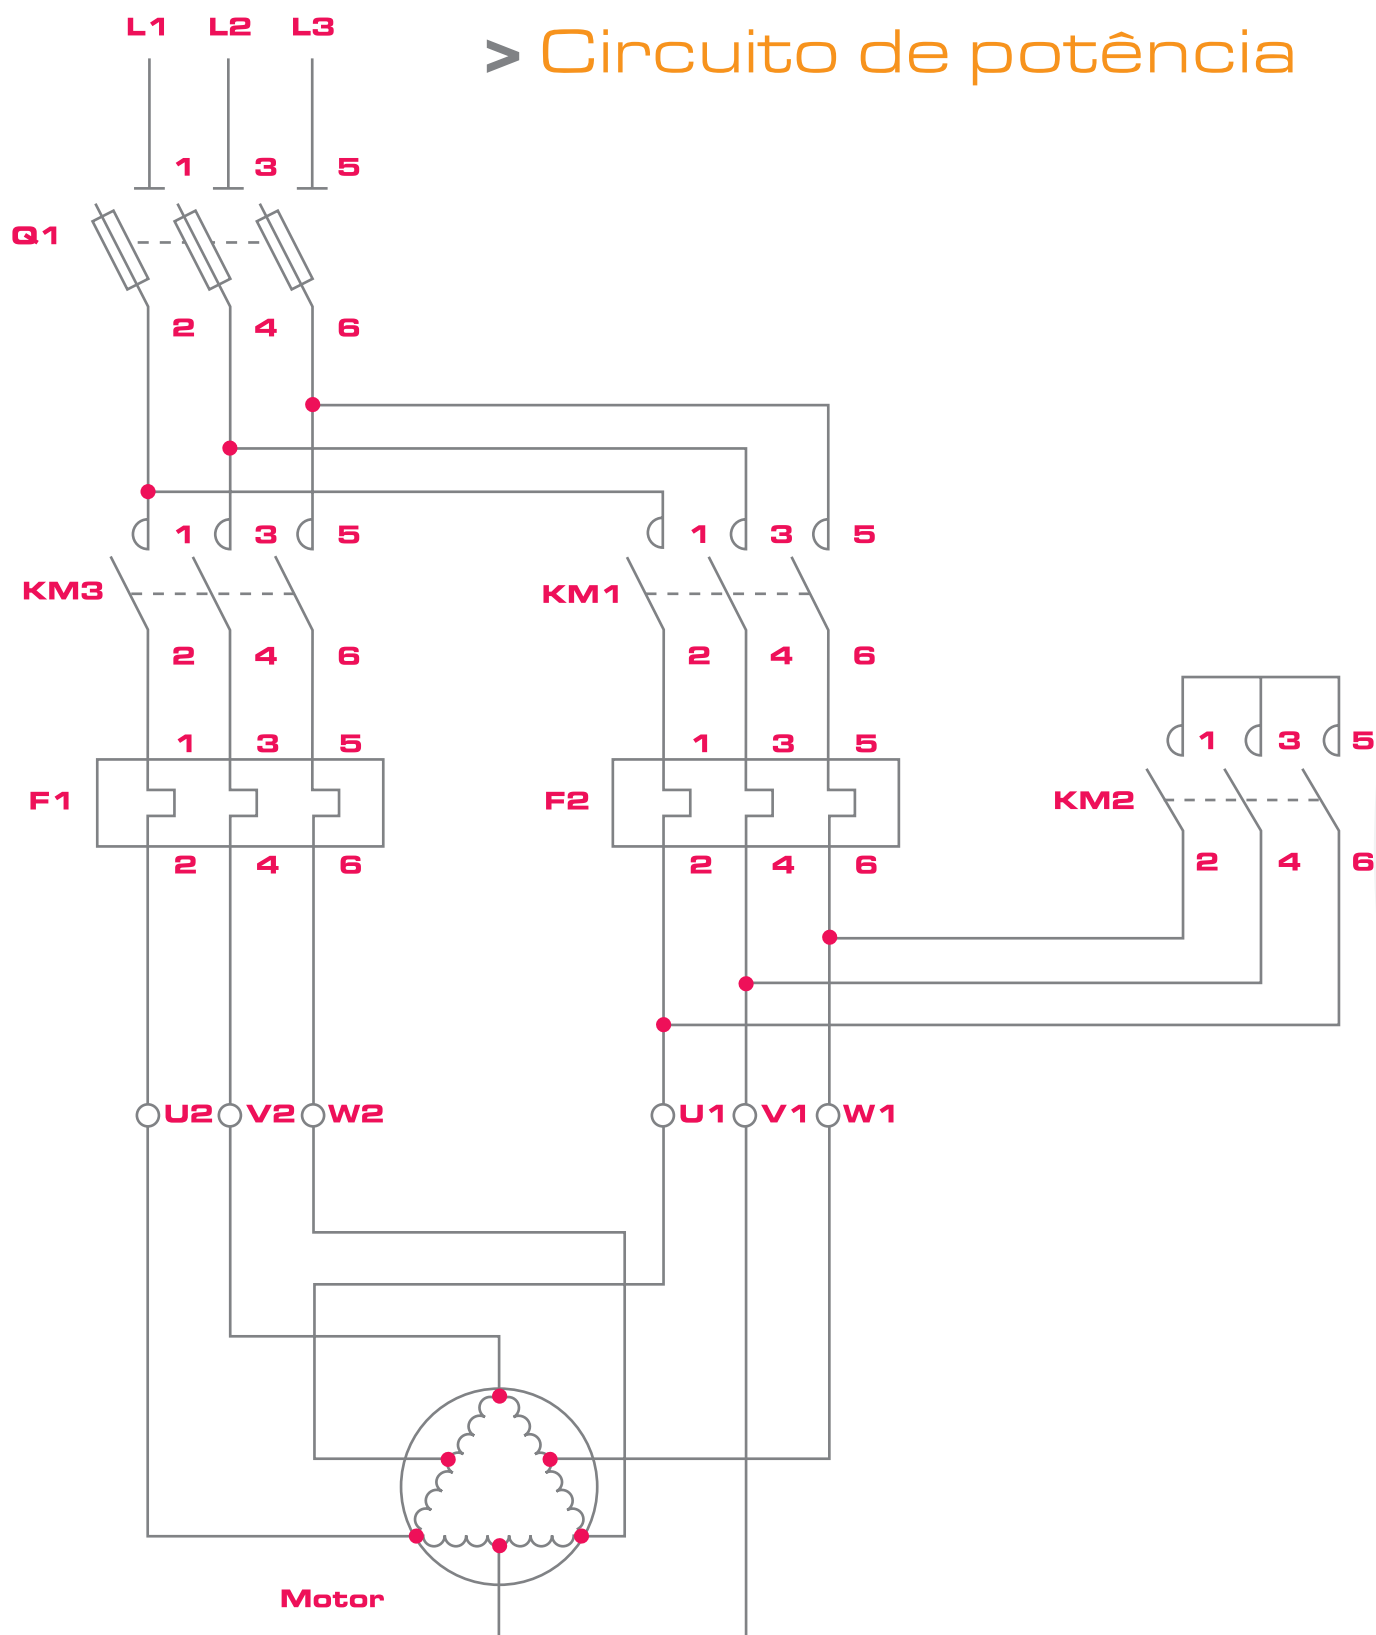 L1 L2 L3
> Circuito de potência
1 3 5
Q1
2 4 6
1 3 5 1 3 5
KM3 KM1
2 4 6 2 4 6
1 3 5 1 3 5 1 3 5
F1 F2 KM2
2 4 6 2 4 6 2 4 6
U2 V2 W2 U1 V1 W1
Motor